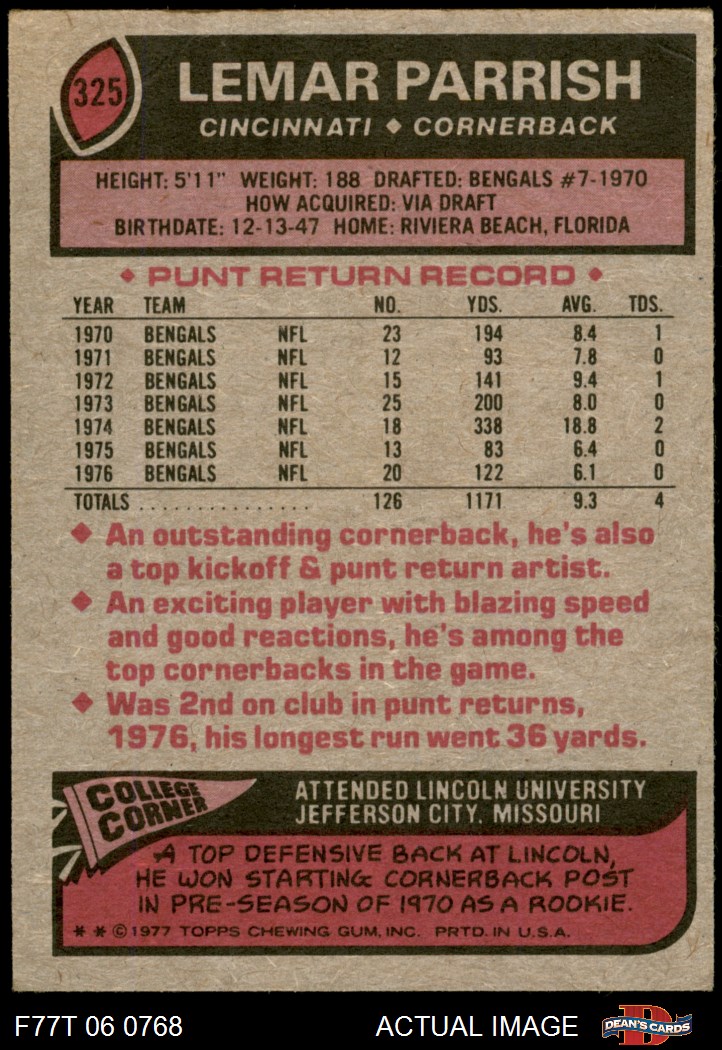 325
LEMAR PARRISH
CINCINNATI ◆ CORNERBACK
HEIGHT: 5'11" WEIGHT: 188 DRAFTED: BENGALS #7-1970
HOW ACQUIRED: VIA DRAFT
BIRTHDATE: 12-13-47 HOME: RIVIERA BEACH, FLORIDA
◆ PUNT RETURN RECORD ◆
YEAR TEAM NO. YDS. AVG. TDS.
1970 BENGALS NFL 23 194 8.4 1
1971 BENGALS NFL 12 93 7.8 0
1972 BENGALS NFL 15 141 9.4 1
1973 BENGALS NFL 25 200 8.0 0
1974 BENGALS NFL 18 338 18.8 2
1975 BENGALS NFL 13 83 6.4 0
1976 BENGALS NFL 20 122 6.1 0
TOTALS ............... 126 1171 9.3 4
◆ An outstanding cornerback, he's also
a top kickoff & punt return artist.
◆ An exciting player with blazing speed
and good reactions, he's among the
top cornerbacks in the game.
◆ Was 2nd on club in punt returns,
1976, his longest run went 36 yards.
COLLEGE
CORNER
ATTENDED LINCOLN UNIVERSITY
JEFFERSON CITY, MISSOURI
A TOP DEFENSIVE BACK AT LINCOLN,
HE WON STARTING CORNERBACK POST
IN PRE-SEASON OF 1970 AS A ROOKIE.
* * © 1977 TOPPS CHEWING GUM, INC. PRTD. IN U.S.A.
F77T 06 0768
ACTUAL IMAGE
D
DEAN'S CARDS